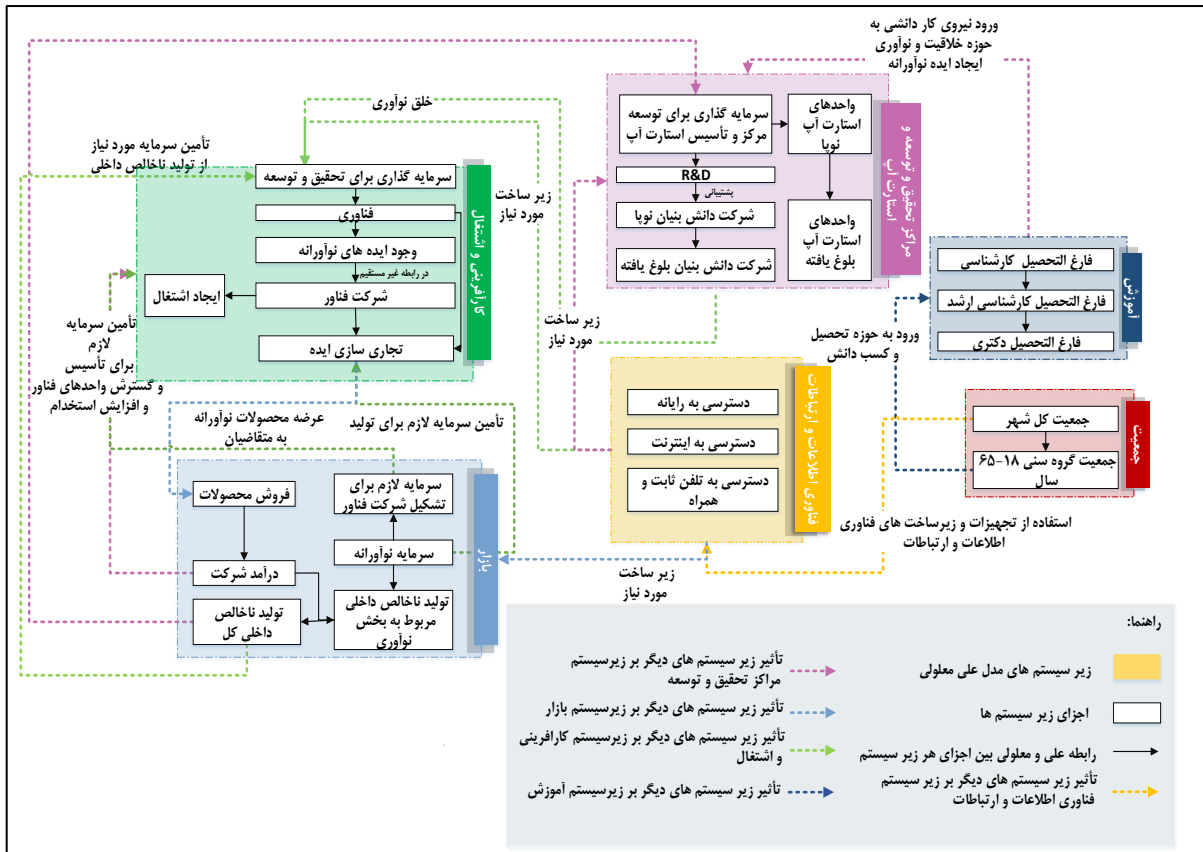 ورود نیروی کار دانشی به
حوزه خلاقیت و نوآوری
ایجاد ایده نوآورانه
واحدهای
استارت آپ
نوپا
سرمایه گذاری برای توسعه
مرکز و تأسیس استارت آپ
R&D
پشتیبانی
شرکت دانش بنیان نوپا
شرکت دانش بنیان بلوغ یافته
واحدهای
استارت آپ
بلوغ یافته
مراکز تحقیق و توسعه و
استارت آپ
خلق نوآوری
تأمین سرمایه مورد نیاز
از تولید ناخالص داخلی
سرمایه گذاری برای تحقیق و توسعه
فناوری
وجود ایده های نوآورانه
در رابطه غیر مستقیم
شرکت فناور
ایجاد اشتغال
تجاری سازی ایده
کارآفرینی و اشتغال
زیر ساخت
مورد نیاز
زیر ساخت
مورد نیاز
فارغ التحصیل کارشناسی
فارغ التحصیل کارشناسی ارشد
فارغ التحصیل دکتری
آموزش
ورود به حوزه تحصیل
و کسب دانش
جمعیت کل شهر
جمعیت گروه سنی ۱۸-۶۵
سال
جمعیت
دسترسی به رایانه
دسترسی به اینترنت
دسترسی به تلفن ثابت و
همراه
فناوری اطلاعات و ارتباطات
استفاده از تجهیزات و زیرساخت های فناوری
اطلاعات و ارتباطات
تأمین سرمایه
لازم
برای
تأسیس
و گسترش واحدهای فناور
و افزایش استخدام
عرضه محصولات نوآورانه
به متقاضیان
تأمین سرمایه لازم برای تولید
فروش محصولات
سرمایه لازم برای
تشکیل شرکت فناور
سرمایه نوآورانه
درآمد شرکت
تولید ناخالص داخلی
مربوط به بخش
نوآوری
تولید ناخالص
داخلی کل
بازار
زیر ساخت
مورد نیاز
راهنما:
زیر سیستم های مدل علی معلولی
اجزای زیر سیستم ها
رابطه علی و معلولی بین اجزای هر زیر سیستم
تأثیر زیر سیستم های دیگر بر زیر سیستم
فناوری اطلاعات و ارتباطات
تأثیر زیر سیستم های دیگر بر زیرسیستم
مراکز تحقیق و توسعه
تأثیر زیر سیستم های دیگر بر زیرسیستم بازار
تأثیر زیر سیستم های دیگر بر زیرسیستم کارافرینی
و اشتغال
تأثیر زیر سیستم های دیگر بر زیرسیستم آموزش